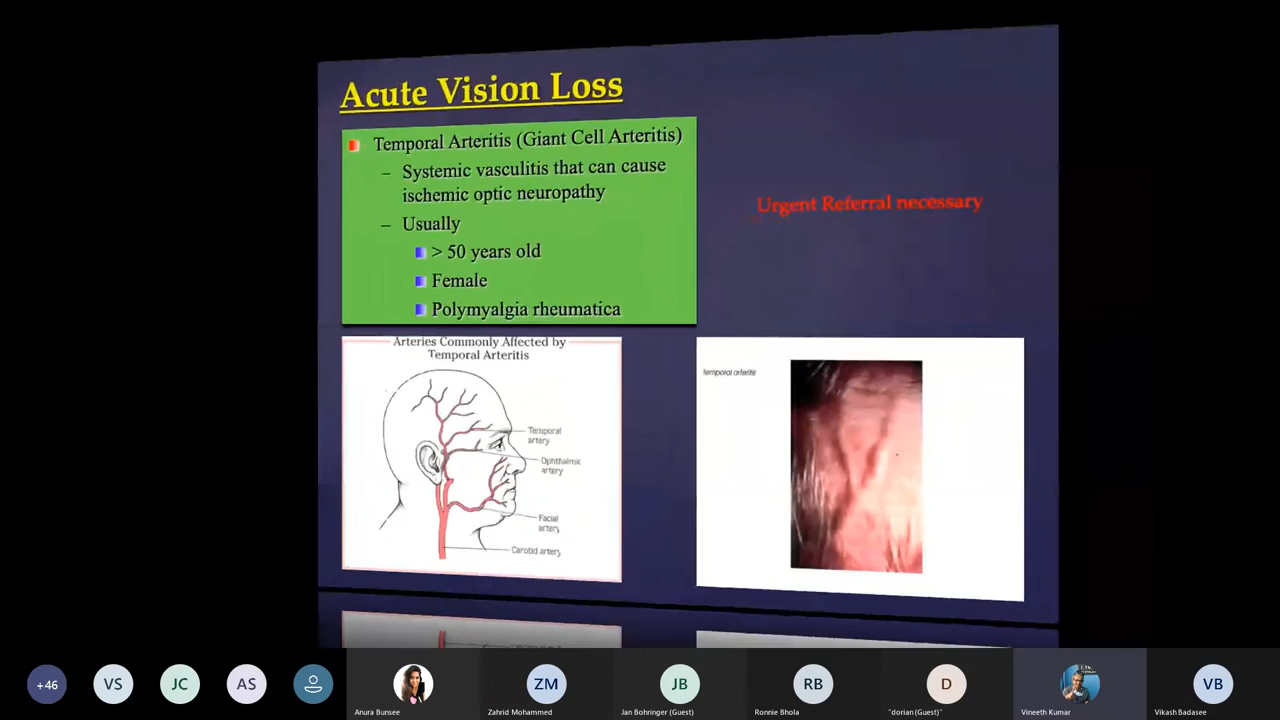 Acute Vision Loss
Temporal Arteritis (Giant Cell Arteritis)
– Systemic vasculitis that can cause
ischemic optic neuropathy
– Usually
> 50 years old
Female
Polymyalgia rheumatica
Urgent Referral necessary
Arteries Commonly Affected by
Temporal Arteritis
Temporal
artery
Ophthalmic
artery
Facial
artery
Carotid artery
temporal arteritis
+46
VS
JC
AS
Anura Bunsee
ZM
Zahrid Mohammed
JB
Jan Bohringer (Guest)
RB
Ronnie Bhola
D
"dorian (Guest)"
Vineeth Kumar
VB
Vikash Badasee